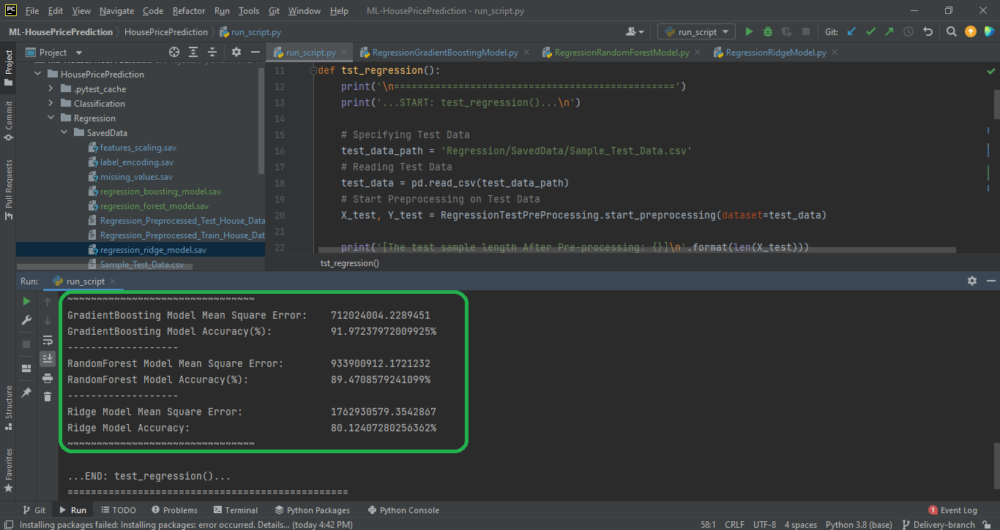 PC File Edit View Navigate Code Refactor Run Tools Git Window Help ML-HousePricePrediction - run_script.py
ML-HousePricePrediction HousePricePrediction run_script.py run_script Git:
Project run_script.py RegressionGradientBoostingModel.py RegressionRandomForestModel.py RegressionRidgeModel.py
Project
Commit
Pull Requests
HousePricePrediction
.pytest_cache
Classification
Regression
SavedData
features_scaling.sav
label_encoding.sav
missing_values.sav
regression_boosting_model.sav
regression_forest_model.sav
Regression_Preprocessed_Test_House_Data
Regression_Preprocessed_Train_House_Dat
regression_ridge_model.sav
Sample_Test_Data.csv
11 def tst_regression():
12 print('\n================================================')
13 print('...START: test_regression()...\n')
14
15 # Specifying Test Data
16 test_data_path = 'Regression/SavedData/Sample_Test_Data.csv'
17 # Reading Test Data
18 test_data = pd.read_csv(test_data_path)
19 # Start Preprocessing on Test Data
20 X_test, Y_test = RegressionTestPreProcessing.start_preprocessing(dataset=test_data)
21
22 print('[The test sample length After Pre-processing: {}]\n'.format(len(X_test)))
tst_regression()
Run: run_script
~~~~~~~~~~~~~~~~~~~~~~~~~~~~~~~~
GradientBoosting Model Mean Square Error: 712024004.2289451
GradientBoosting Model Accuracy(%): 91.97237972009925%
-------------------
RandomForest Model Mean Square Error: 933900912.1721232
RandomForest Model Accuracy(%): 89.4708579241099%
-------------------
Ridge Model Mean Square Error: 1762930579.3542867
Ridge Model Accuracy: 80.12407280256362%
~~~~~~~~~~~~~~~~~~~~~~~~~~~~~~~~
...END: test_regression()...
================================================
Structure
Favorites
Git Run TODO Problems Terminal Python Packages Python Console 1 Event Log
Installing packages failed: Installing packages: error occurred. Details... (today 4:42 PM) 58:1 CRLF UTF-8 4 spaces Python 3.8 (base) Delivery-branch